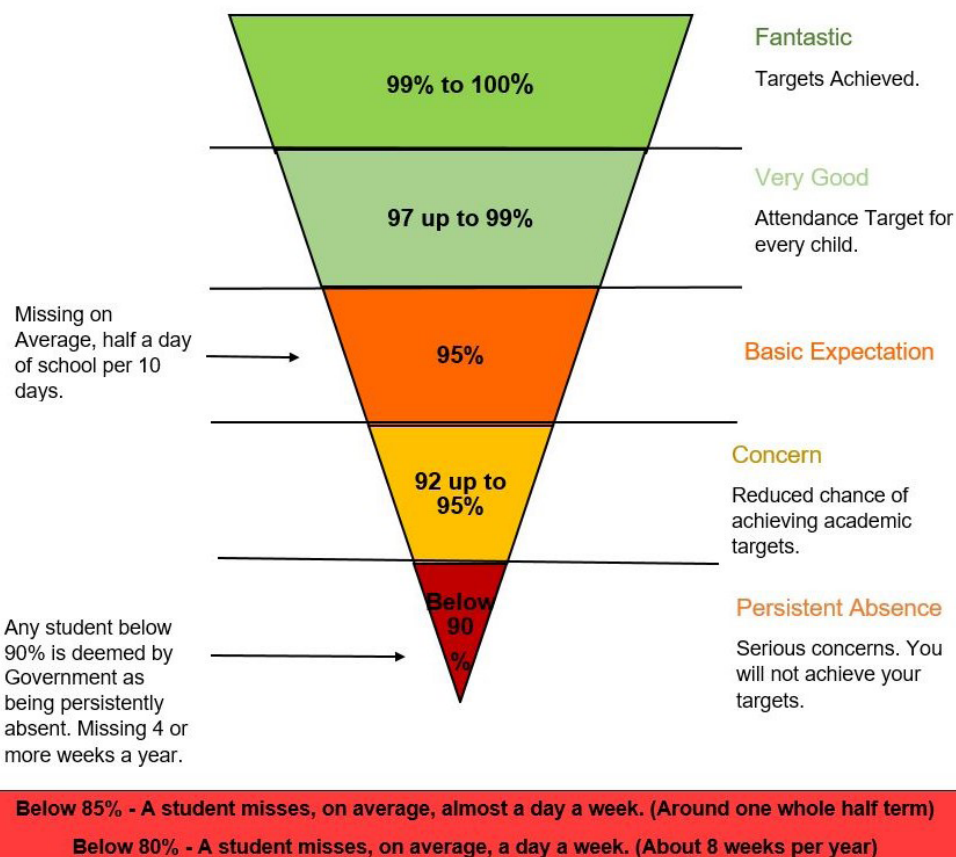 99% to 100%
Fantastic
Targets Achieved.
97 up to 99%
Very Good
Attendance Target for
every child.
Missing on
Average, half a day
of school per 10
days.
95%
Basic Expectation
92 up to
95%
Concern
Reduced chance of
achieving academic
targets.
Any student below
90% is deemed by
Government as
being persistently
absent. Missing 4 or
more weeks a year.
Below
90
%
Persistent Absence
Serious concerns. You
will not achieve your
targets.
Below 85% - A student misses, on average, almost a day a week. (Around one whole half term)
Below 80% - A student misses, on average, a day a week. (About 8 weeks per year)